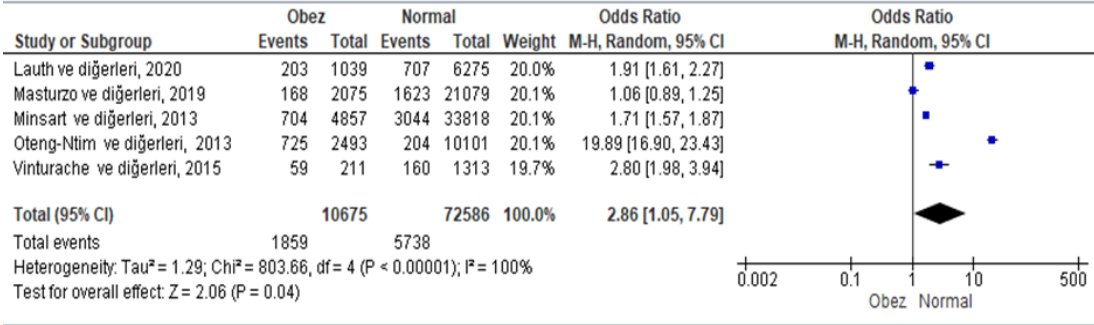 Obez Normal Odds Ratio Odds Ratio
Study or Subgroup Events Total Events Total Weight M-H, Random, 95% CI M-H, Random, 95% CI
Lauth ve diğerleri, 2020 203 1039 707 6275 20.0% 1.91 [1.61, 2.27]
Masturzo ve diğerleri, 2019 168 2075 1623 21079 20.1% 1.06 [0.89, 1.25]
Minsart ve diğerleri, 2013 704 4857 3044 33818 20.1% 1.71 [1.57, 1.87]
Oteng-Ntim ve diğerleri, 2013 725 2493 204 10101 20.1% 19.89 [16.90, 23.43]
Vinturache ve diğerleri, 2015 59 211 160 1313 19.7% 2.80 [1.98, 3.94]
Total (95% CI) 10675 72586 100.0% 2.86 [1.05, 7.79]
Total events 1859 5738
Heterogeneity: Tau² = 1.29; Chi² = 803.66, df = 4 (P < 0.00001); I² = 100%
Test for overall effect: Z = 2.06 (P = 0.04)
0.002 0.1 1 10 500
Obez Normal